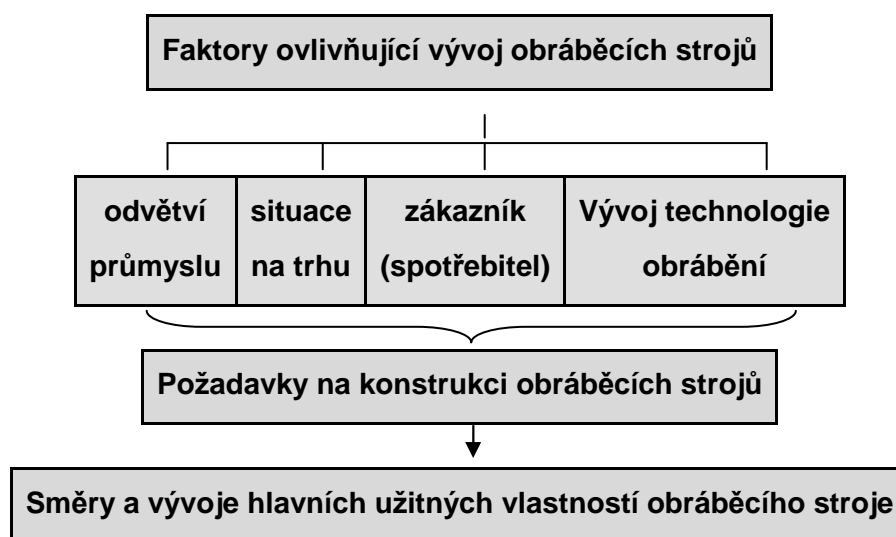 Faktory ovlivňující vývoj obráběcích strojů
odvětví
průmyslu
situace
na trhu
zákazník
(spotřebitel)
Vývoj technologie
obrábění
Požadavky na konstrukci obráběcích strojů
Směry a vývoje hlavních užitných vlastností obráběcího stroje